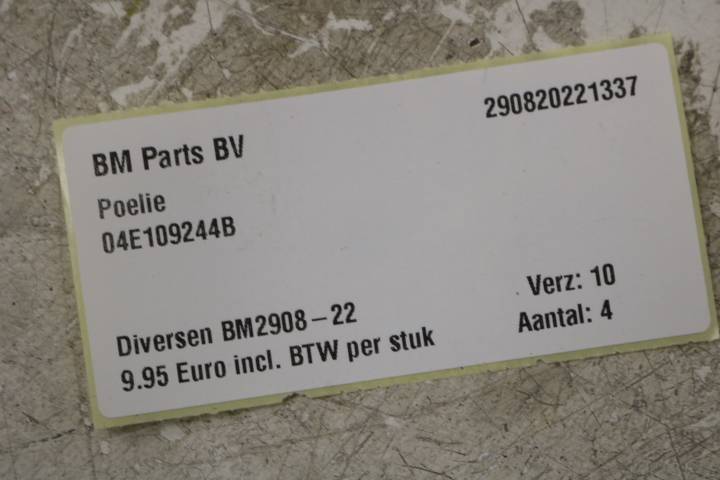 BM Parts BV
290820221337
Poelie
04E109244B
Diversen BM2908-22
9.95 Euro incl. BTW per stuk
Verz: 10
Aantal: 4